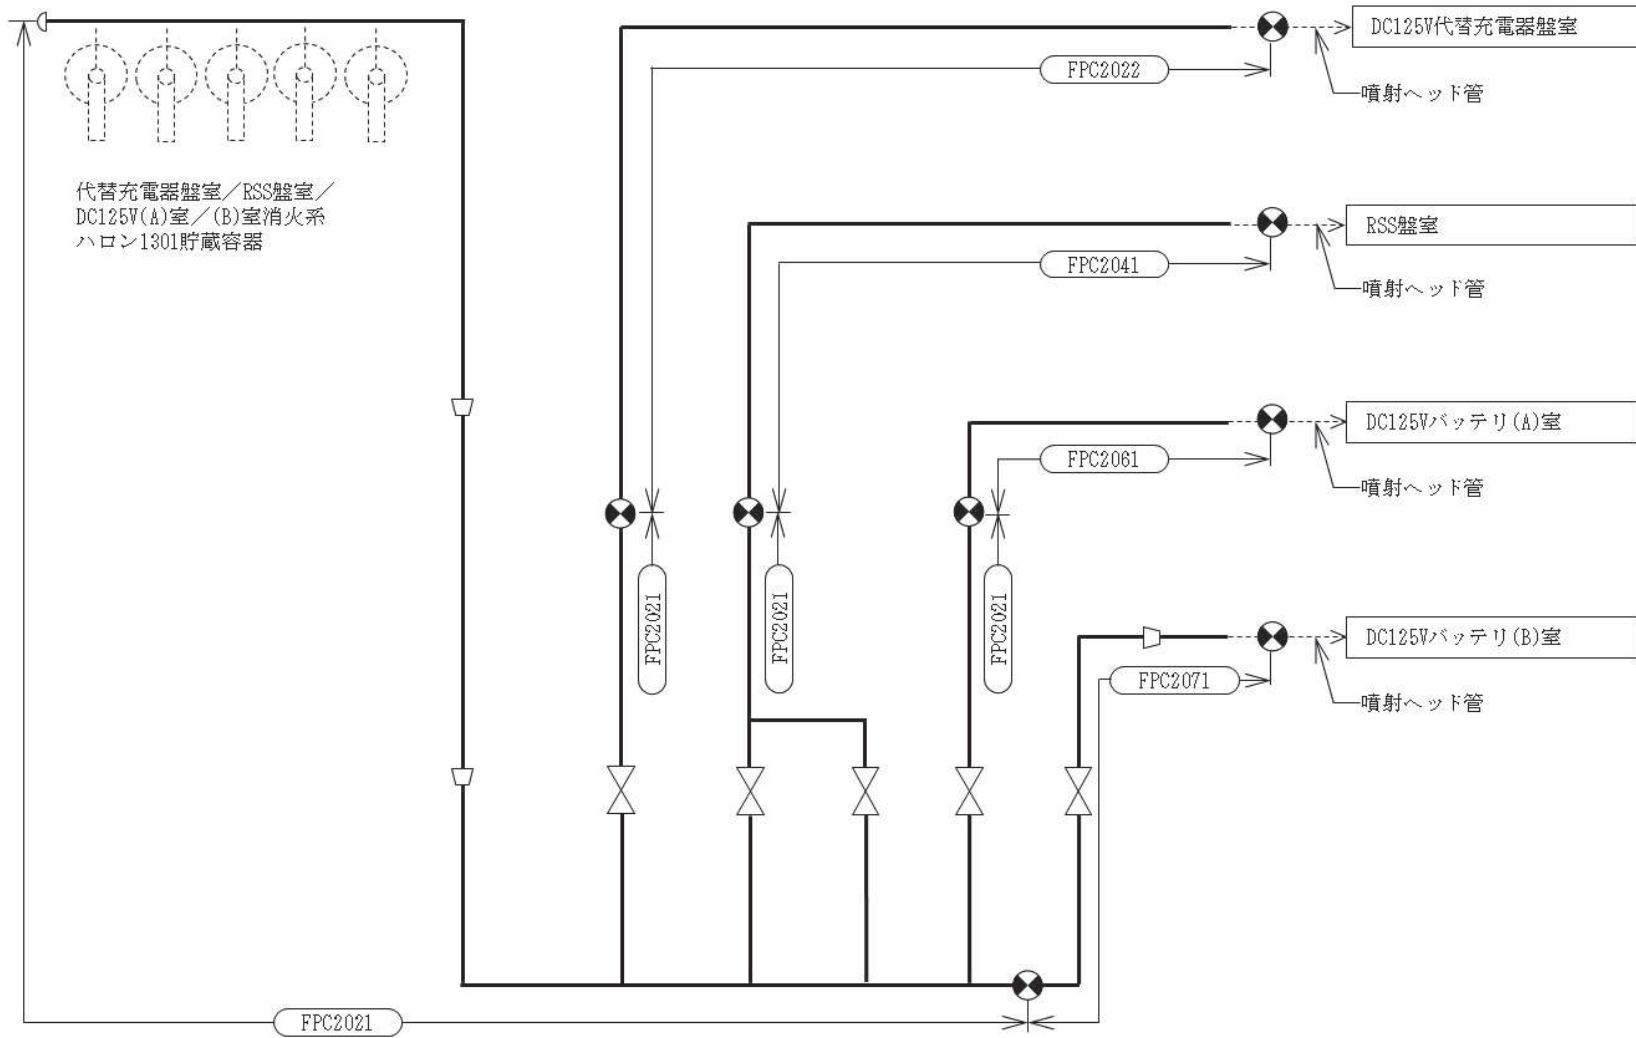 DC125V代替充電器盤室
FPC2022
噴射ヘッド管
代替充電器盤室／RSS盤室／
DC125V(A)室／(B)室消火系
ハロン1301貯蔵容器
RSS盤室
FPC2041
噴射ヘッド管
DC125Vバッテリ(A)室
FPC2061
噴射ヘッド管
FPC2021
FPC2021
FPC2021
DC125Vバッテリ(B)室
FPC2071
噴射ヘッド管
FPC2021